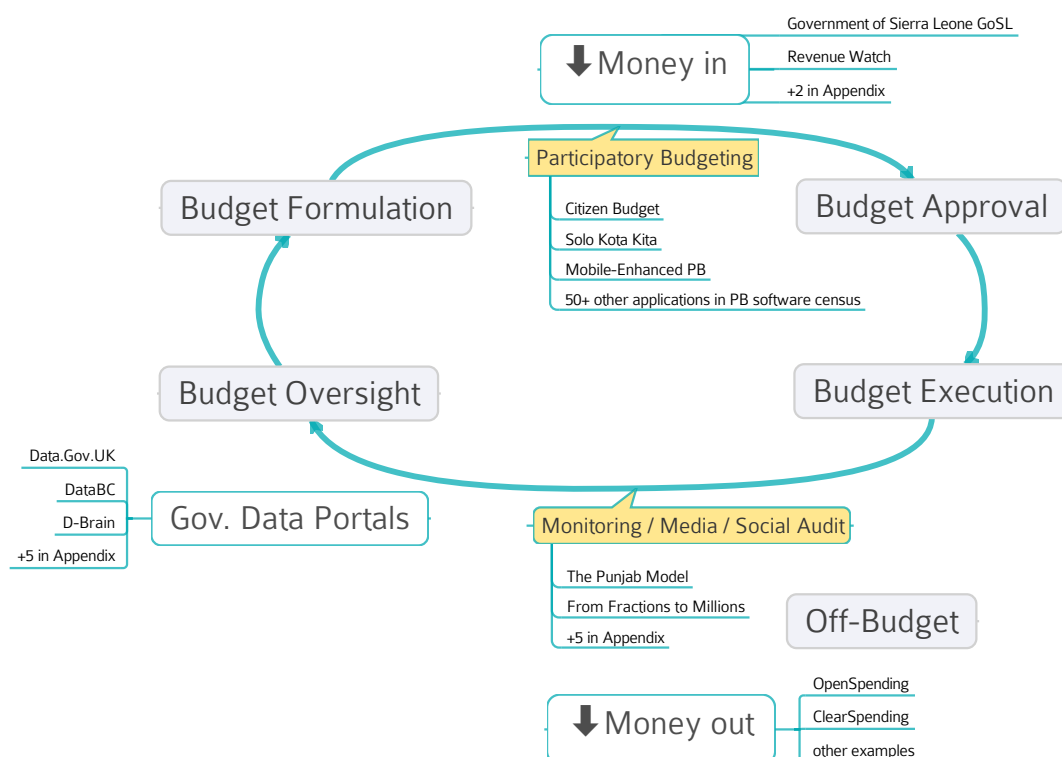 Government of Sierra Leone GoSL
Money in
Revenue Watch
+2 in Appendix
Participatory Budgeting
Budget Formulation
Budget Approval
Citizen Budget
Solo Kota Kita
Mobile-Enhanced PB
50+ other applications in PB software census
Budget Oversight
Budget Execution
Data.Gov.UK
DataBC
D-Brain
+5 in Appendix
Gov. Data Portals
Monitoring / Media / Social Audit
The Punjab Model
From Fractions to Millions
+5 in Appendix
Off-Budget
Money out
OpenSpending
ClearSpending
other examples